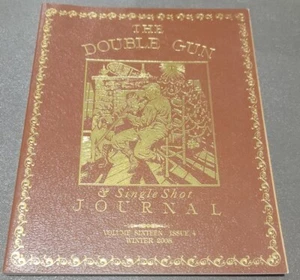 THE
DOUBLE GUN
& Single Shot
JOURNAL
VOLUME SIXTEEN ISSUE 4
WINTER 2005